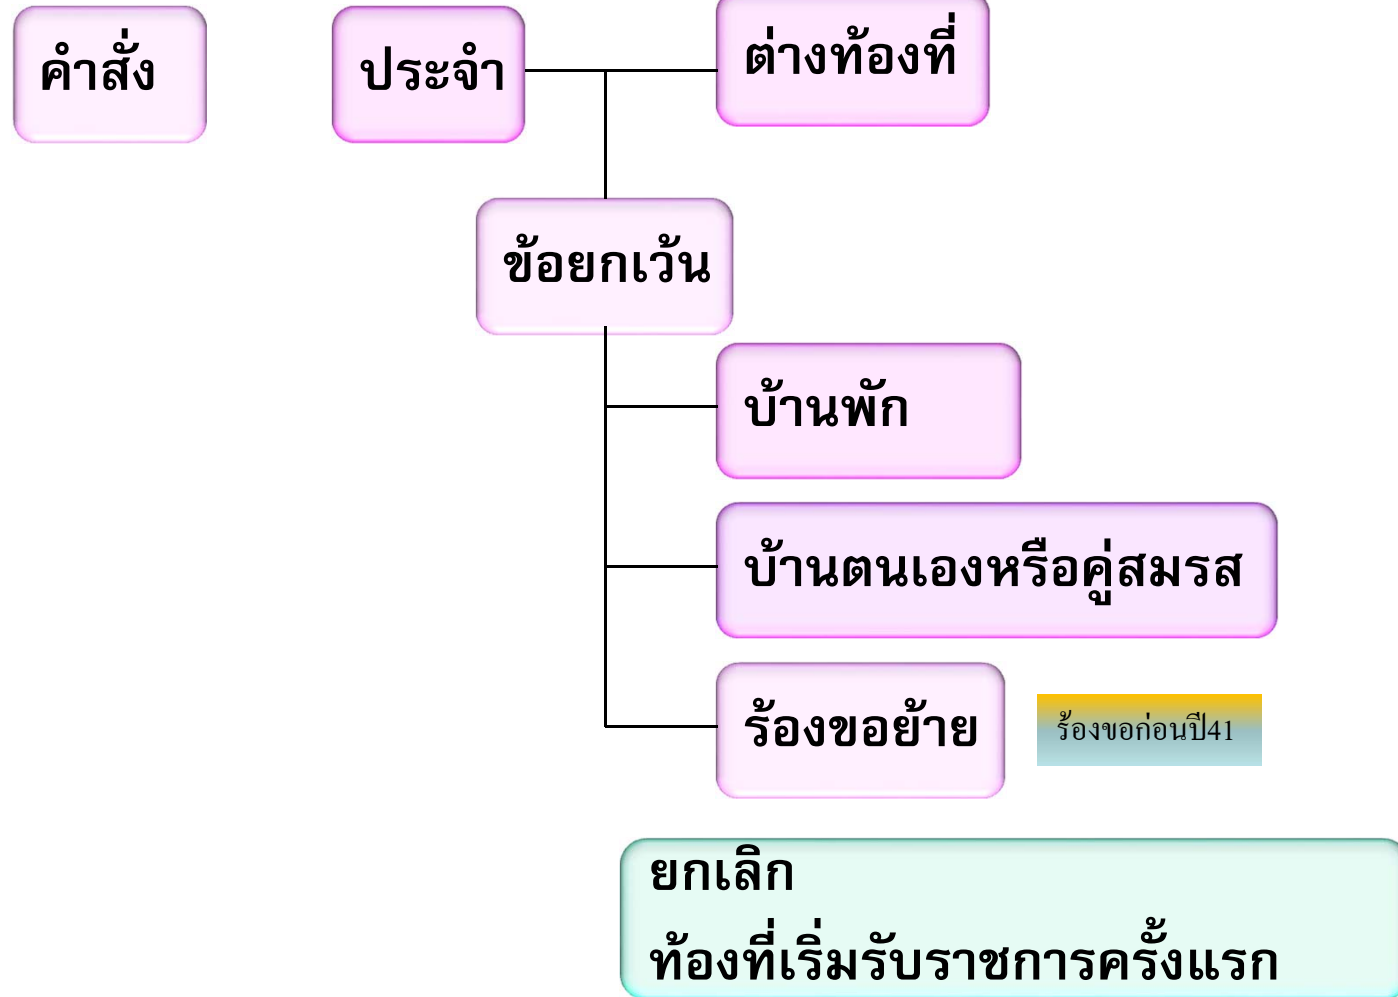 คำสั่ง
ประจำ
ต่างท้องที่
ข้อยกเว้น
บ้านพัก
บ้านตนเองหรือคู่สมรส
ร้องขอย้าย
ร้องขอก่อนปี41
ยกเลิก
ท้องที่เริ่มรับราชการครั้งแรก